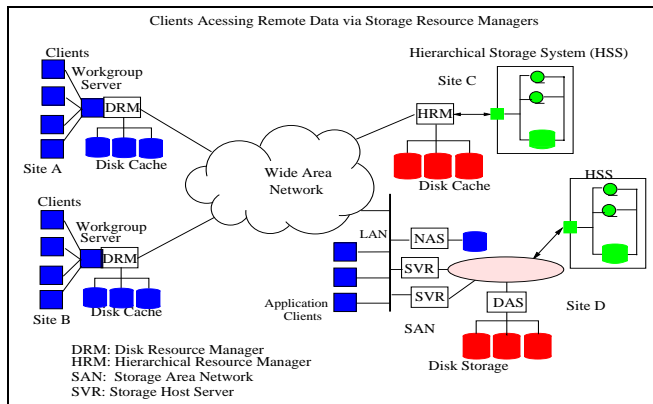 Clients Acessing Remote Data via Storage Resource Managers
Clients
Workgroup
Server
DRM
Site A
Disk Cache
Hierarchical Storage System (HSS)
Site C
HRM
Disk Cache
Wide Area
Network
HSS
Clients
Workgroup
Server
DRM
Site B
Disk Cache
LAN
NAS
SVR
SVR
Application
Clients
SAN
DAS
Site D
Disk Storage
DRM: Disk Resource Manager
HRM: Hierarchical Resource Manager
SAN: Storage Area Network
SVR: Storage Host Server